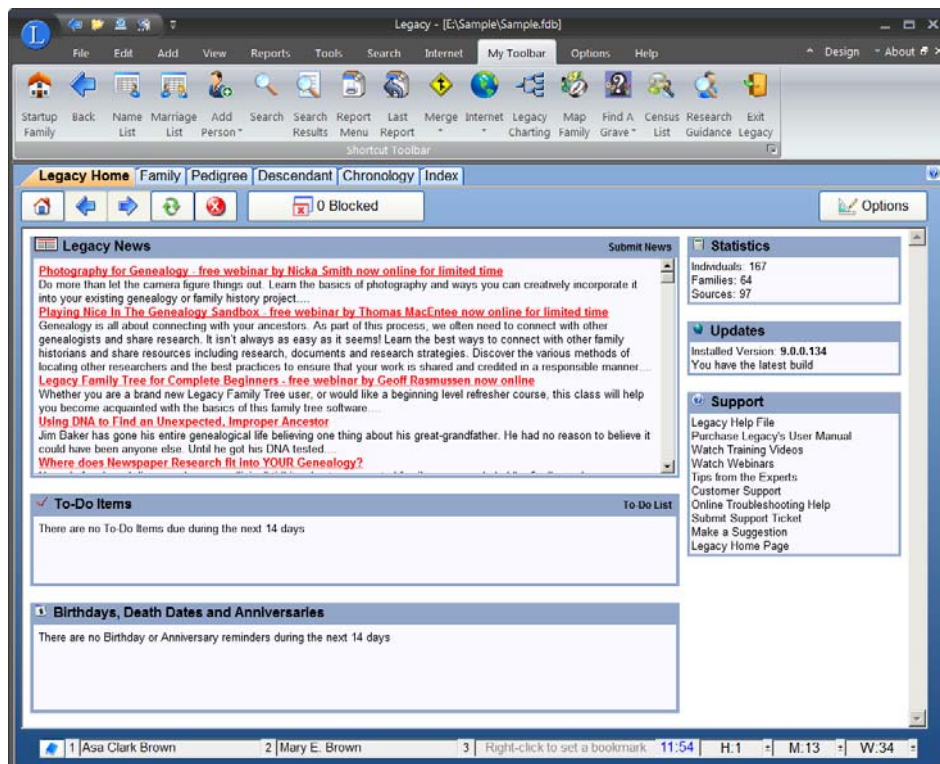 Legacy - [E:\Sample\Sample.fdb]
L
File Edit Add View Reports Tools Search Internet My Toolbar Options Help Design About
Startup Family Back Name List Marriage List Add Person Search Search Results Report Menu Last Report Merge Internet Legacy Charting Map Family Find A Grave Census List Research Guidance Exit Legacy
Shortcut Toolbar
Legacy Home Family Pedigree Descendant Chronology Index
0 Blocked Options
Legacy News Submit News
Photography for Genealogy - free webinar by Nicka Smith now online for limited time
Do more than let the camera figure things out. Learn the basics of photography and ways you can creatively incorporate it
into your existing genealogy or family history project....
Playing Nice In The Genealogy Sandbox - free webinar by Thomas MacEntee now online for limited time
Genealogy is all about connecting with your ancestors. As part of this process, we often need to connect with other
genealogists and share research. It isn't always as easy as it seems! Learn the best ways to connect with other family
historians and share resources including research, documents and research strategies. Discover the various methods of
locating other researchers and the best practices to ensure that your work is shared and credited in a responsible manner....
Legacy Family Tree for Complete Beginners - free webinar by Geoff Rasmussen now online
Whether you are a brand new Legacy Family Tree user, or would like a beginning level refresher course, this class will help
you become acquainted with the basics of this family tree software....
Using DNA to Find an Unexpected, Improper Ancestor
Jim Baker has gone his entire genealogical life believing one thing about his great-grandfather. He had no reason to believe it
could have been anyone else. Until he got his DNA tested....
Where does Newspaper Research fit into YOUR Genealogy?
To-Do Items To-Do List
There are no To-Do Items due during the next 14 days
Birthdays, Death Dates and Anniversaries
There are no Birthday or Anniversary reminders during the next 14 days
Statistics
Individuals: 167
Families: 64
Sources: 97
Updates
Installed Version: 9.0.0.134
You have the latest build
Support
Legacy Help File
Purchase Legacy's User Manual
Watch Training Videos
Watch Webinars
Tips from the Experts
Customer Support
Online Troubleshooting Help
Submit Support Ticket
Make a Suggestion
Legacy Home Page
1 Asa Clark Brown 2 Mary E. Brown 3 Right-click to set a bookmark 11:54 H:1 M:13 W:34